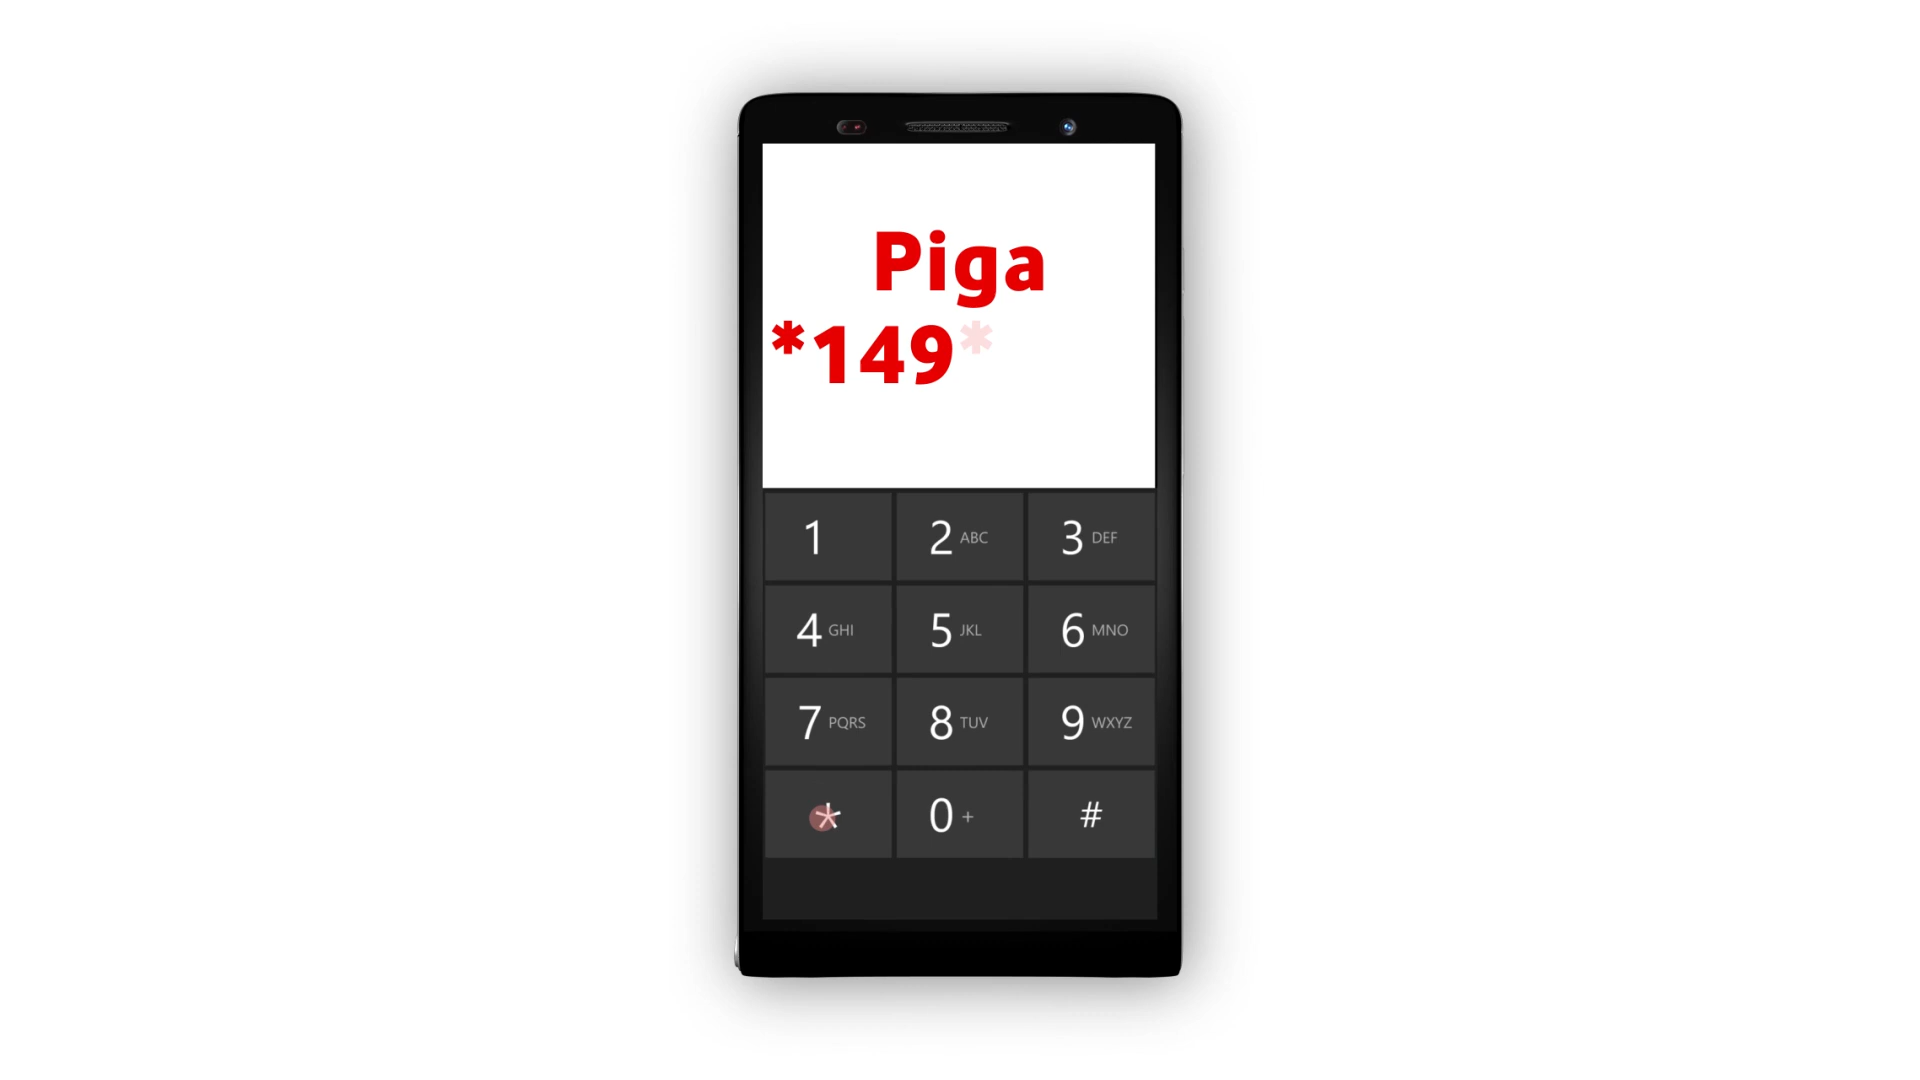 Piga
*149*
1
2 ABC
3 DEF
4 GHI
5 JKL
6 MNO
7 PQRS
8 TUV
9 WXYZ
*
0 +
#